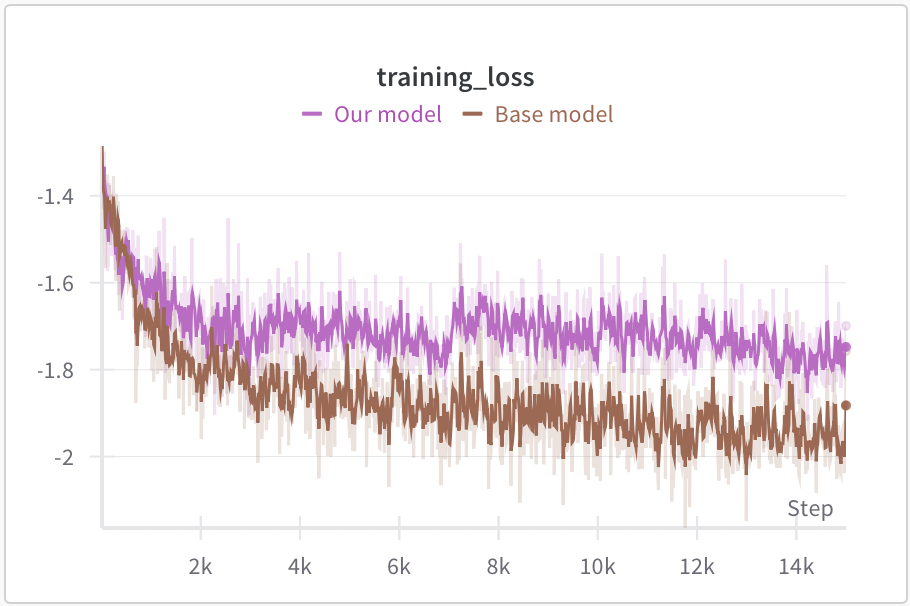 training_loss
Our model Base model
-1.4
-1.6
-1.8
-2
Step
2k 4k 6k 8k 10k 12k 14k